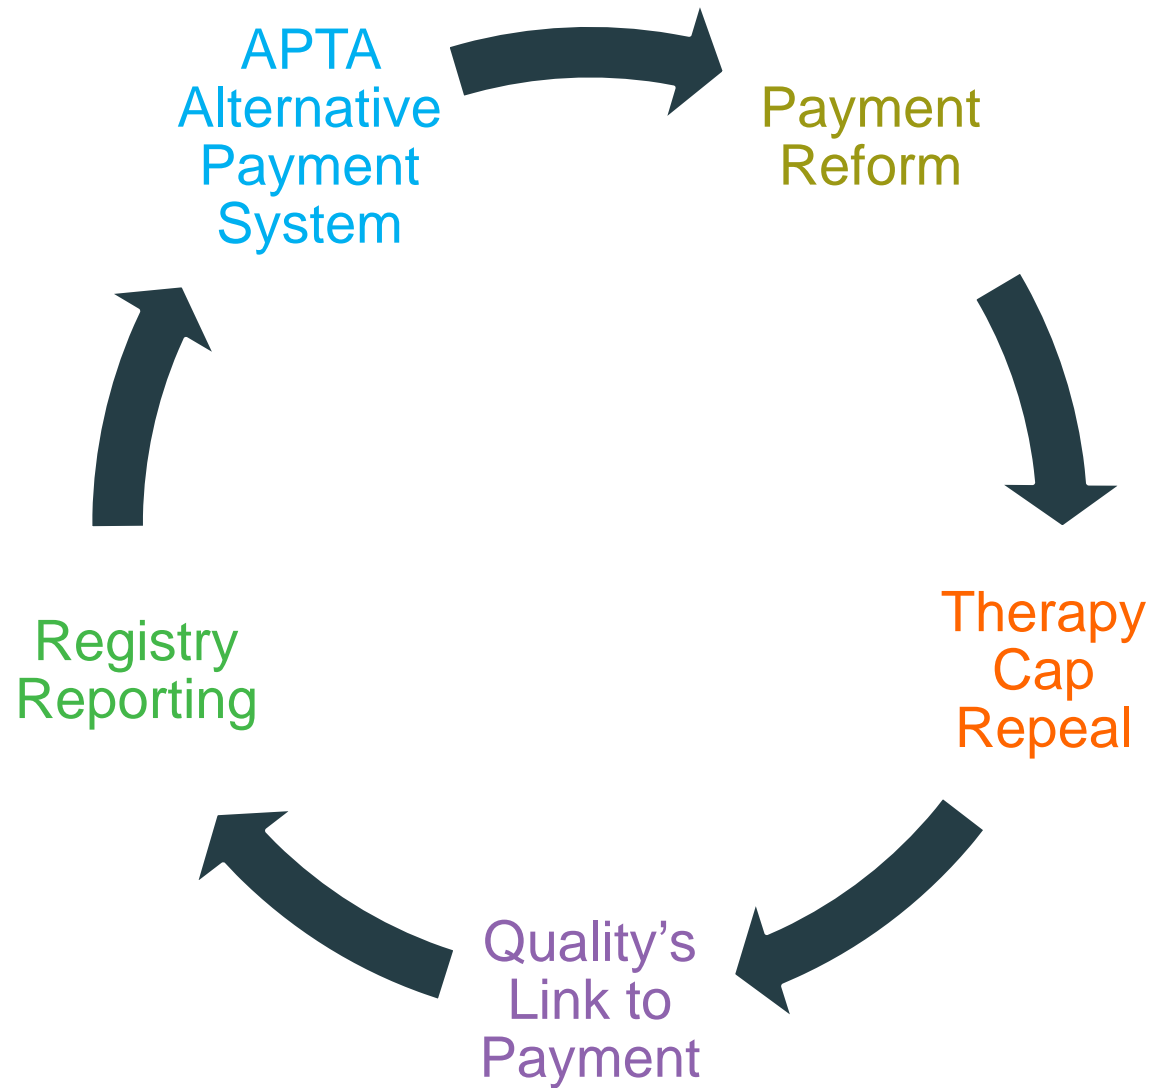 APTA
Alternative
Payment
System
Payment
Reform
Therapy
Cap
Repeal
Quality’s
Link to
Payment
Registry
Reporting